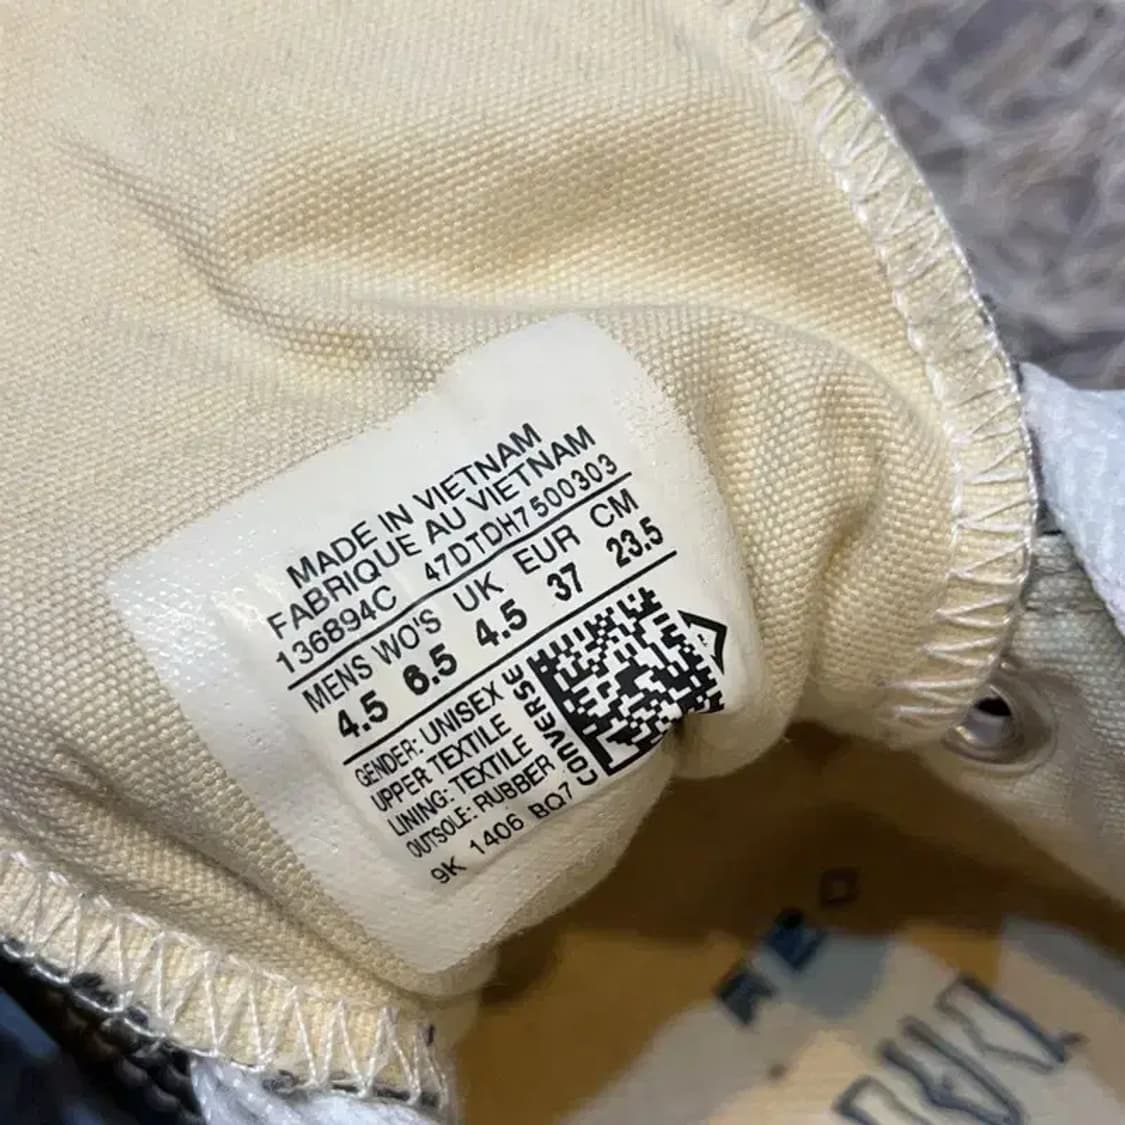 MADE IN VIETNAM
FABRIQUE AU VIETNAM
136894C 47DTDH7500303
MENS WO'S UK EUR CM
4.5 6.5 4.5 37 23.5
GENDER: UNISEX
UPPER TEXTILE
LINING: TEXTILE
OUTSOLE: RUBBER
CONVERSE
9K 1406 BQ7